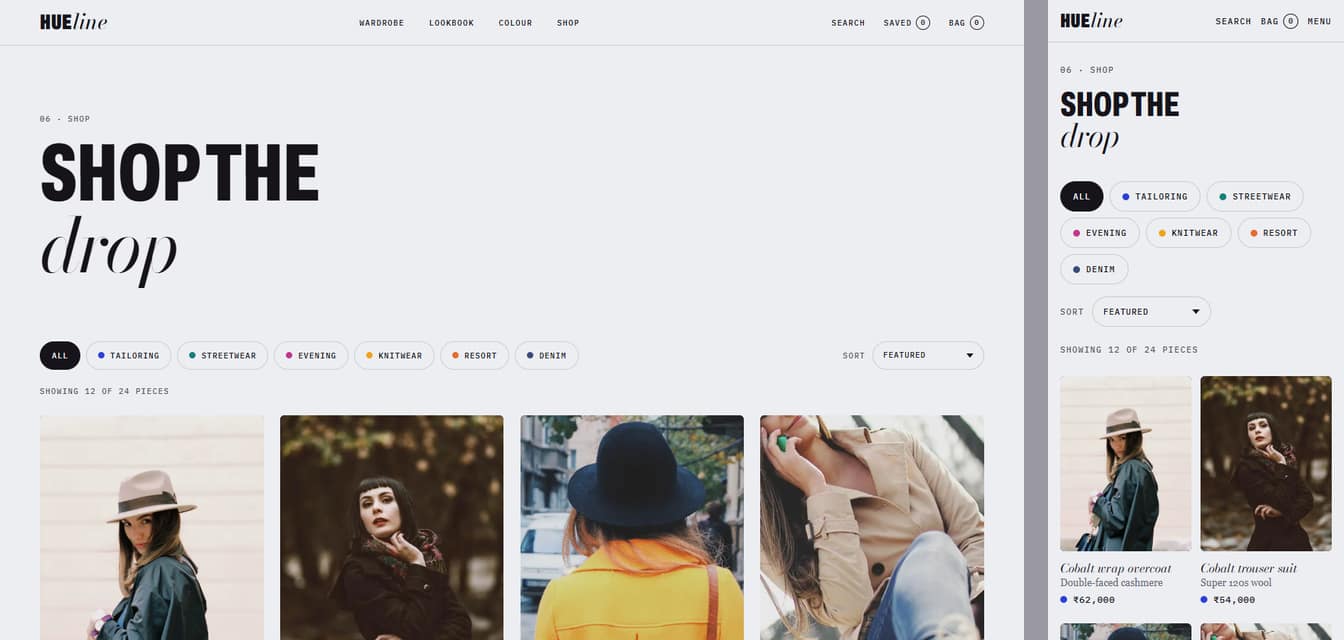 HUEline
WARDROBE LOOKBOOK COLOUR SHOP
SEARCH SAVED 0 BAG 0
06 · SHOP
SHOP THE
drop
ALL TAILORING STREETWEAR EVENING KNITWEAR RESORT DENIM
SORT FEATURED
SHOWING 12 OF 24 PIECES
HUEline
SEARCH BAG 0 MENU
06 · SHOP
SHOP THE
drop
ALL TAILORING STREETWEAR
EVENING KNITWEAR RESORT
DENIM
SORT FEATURED
SHOWING 12 OF 24 PIECES
Cobalt wrap overcoat
Double-faced cashmere
₹62,000
Cobalt trouser suit
Super 120s wool
₹54,000